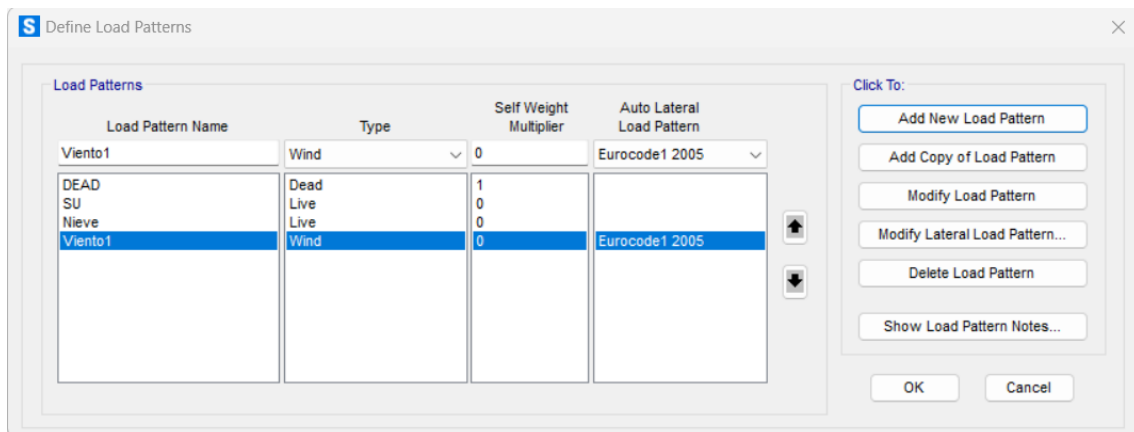 S Define Load Patterns
Load Patterns
Click To:
Load Pattern Name Type Self Weight Multiplier Auto Lateral Load Pattern
Viento1 Wind 0 Eurocode1 2005
DEAD Dead 1
SU Live 0
Nieve Live 0
Viento1 Wind 0 Eurocode1 2005
Add New Load Pattern
Add Copy of Load Pattern
Modify Load Pattern
Modify Lateral Load Pattern...
Delete Load Pattern
Show Load Pattern Notes...
OK Cancel